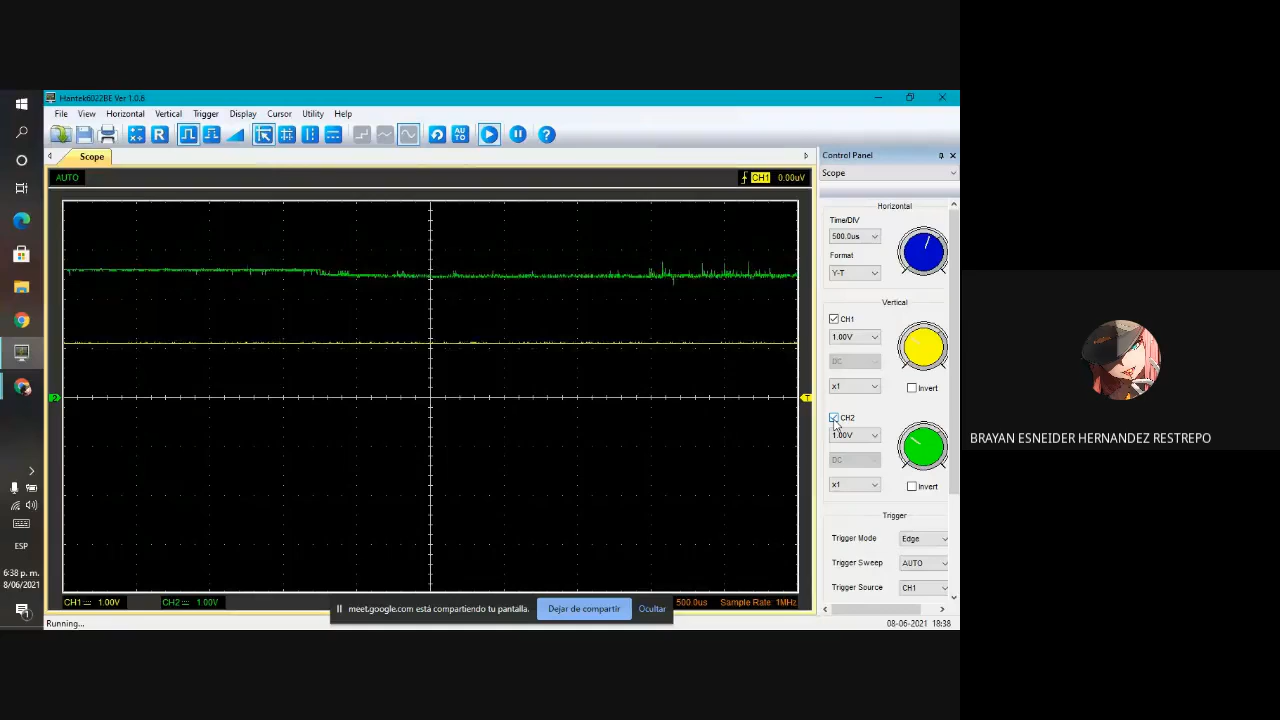 Hantek6022BE Ver 1.0.6
File View Horizontal Vertical Trigger Display Cursor Utility Help
R AUTO ?
Scope
Control Panel
Scope
AUTO
CH1 0.00uV
Horizontal
Time/DIV
500.0us
Format
Y-T
Vertical
CH1
1.00V
DC
x1
Invert
2
T
CH2
1.00V
DC
x1
Invert
Trigger
Trigger Mode Edge
Trigger Sweep AUTO
Trigger Source CH1
CH1 1.00V CH2 1.00V 500.0us Sample Rate 1MHz
meet.google.com está compartiendo tu pantalla. Dejar de compartir Ocultar
Running... 08-06-2021 18:38
ESP
6:38 p. m.
8/06/2021
BRAYAN ESNEIDER HERNANDEZ RESTREPO